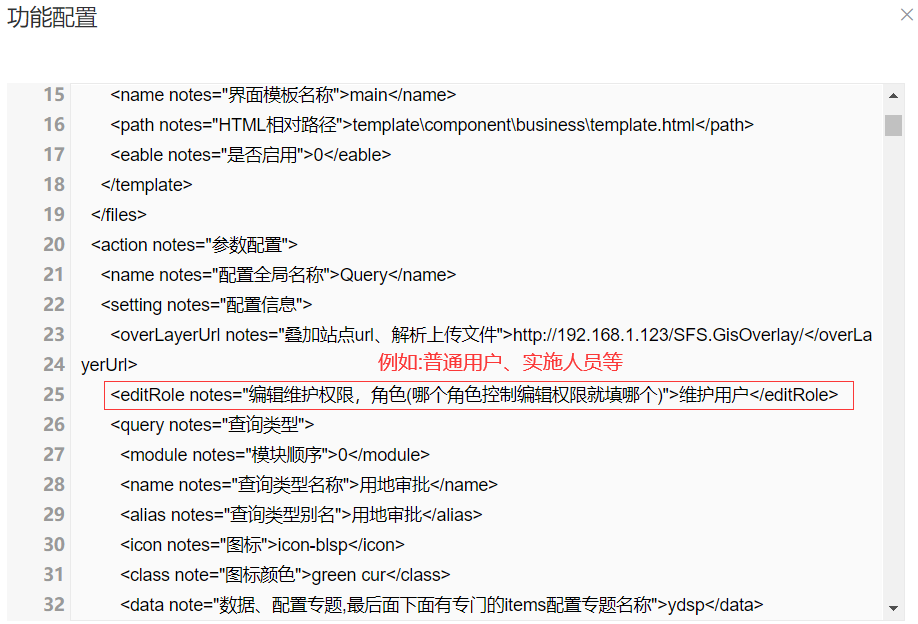 功能配置
15 <name notes="界面模板名称">main</name>
16 <path notes="HTML相对路径">template\component\business\template.html</path>
17 <eable notes="是否启用">0</eable>
18 </template>
19 </files>
20 <action notes="参数配置">
21 <name notes="配置全局名称">Query</name>
22 <setting notes="配置信息">
23 <overLayerUrl notes="叠加站点url、解析上传文件">http://192.168.1.123/SFS.GisOverlay/</overLa
24 yerUrl>
例如:普通用户、实施人员等
25 <editRole notes="编辑维护权限，角色(哪个角色控制编辑权限就填哪个)">维护用户</editRole>
26 <query notes="查询类型">
27 <module notes="模块顺序">0</module>
28 <name notes="查询类型名称">用地审批</name>
29 <alias notes="查询类型别名">用地审批</alias>
30 <icon notes="图标">icon-blsp</icon>
31 <class note="图标颜色">green cur</class>
32 <data note="数据、配置专题,最后面下面有专门的items配置专题名称">ydsp</data>